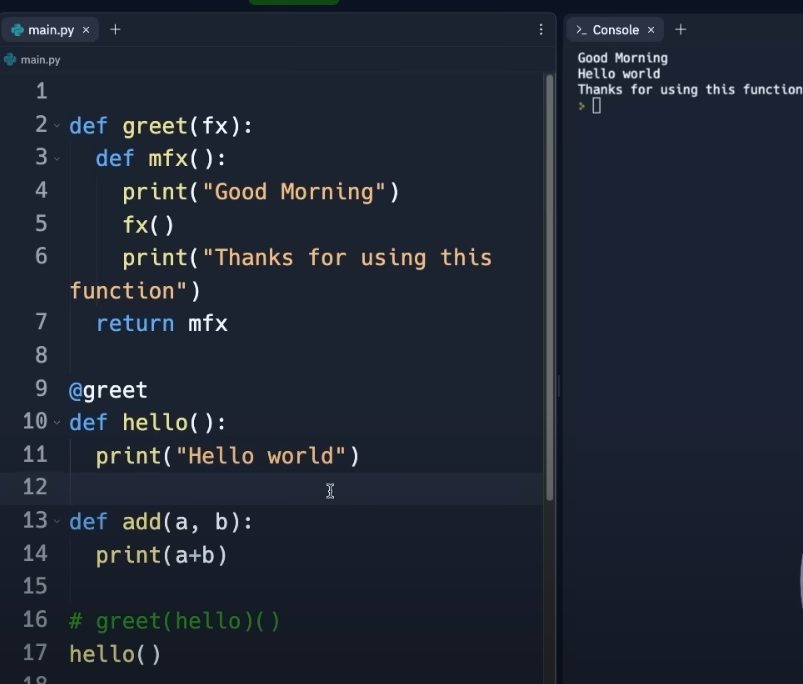 main.py × +
main.py
1
2 def greet(fx):
3   def mfx():
4     print("Good Morning")
5     fx()
6     print("Thanks for using this
function")
7   return mfx
8
9 @greet
10 def hello():
11   print("Hello world")
12
13 def add(a, b):
14   print(a+b)
15
16 # greet(hello)()
17 hello()
18
>_ Console × +
Good Morning
Hello world
Thanks for using this function
>